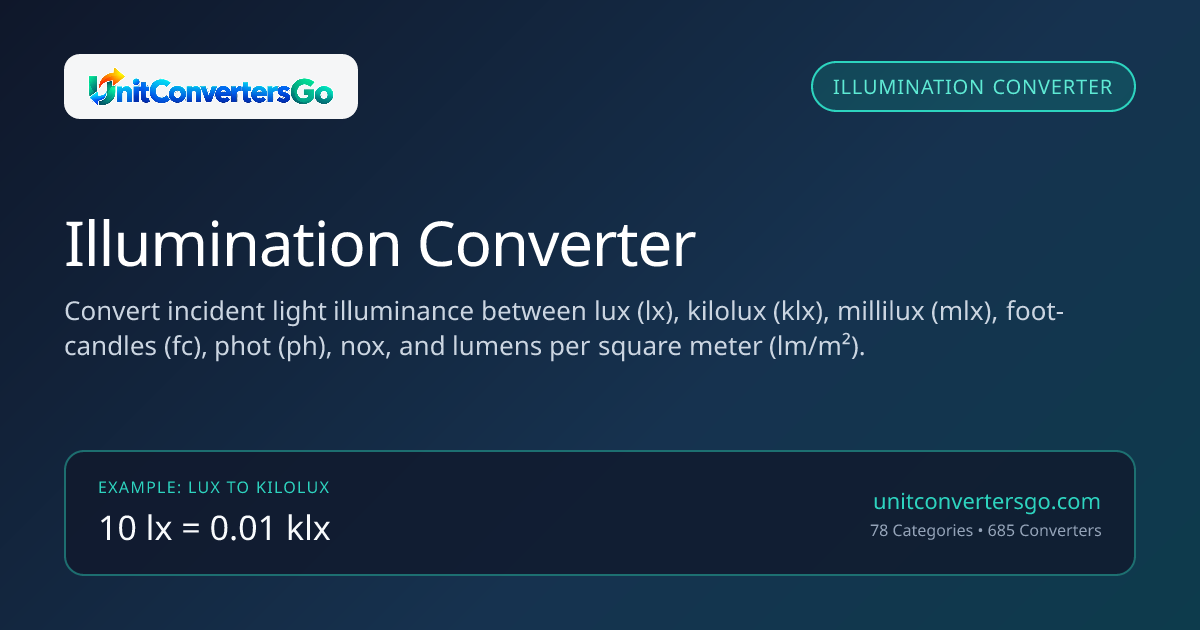 UnitConvertersGo
ILLUMINATION CONVERTER
Illumination Converter
Convert incident light illuminance between lux (lx), kilolux (klx), millilux (mlx), foot-
candles (fc), phot (ph), nox, and lumens per square meter (lm/m²).
EXAMPLE: LUX TO KILOLUX
10 lx = 0.01 klx
unitconvertersgo.com
78 Categories • 685 Converters